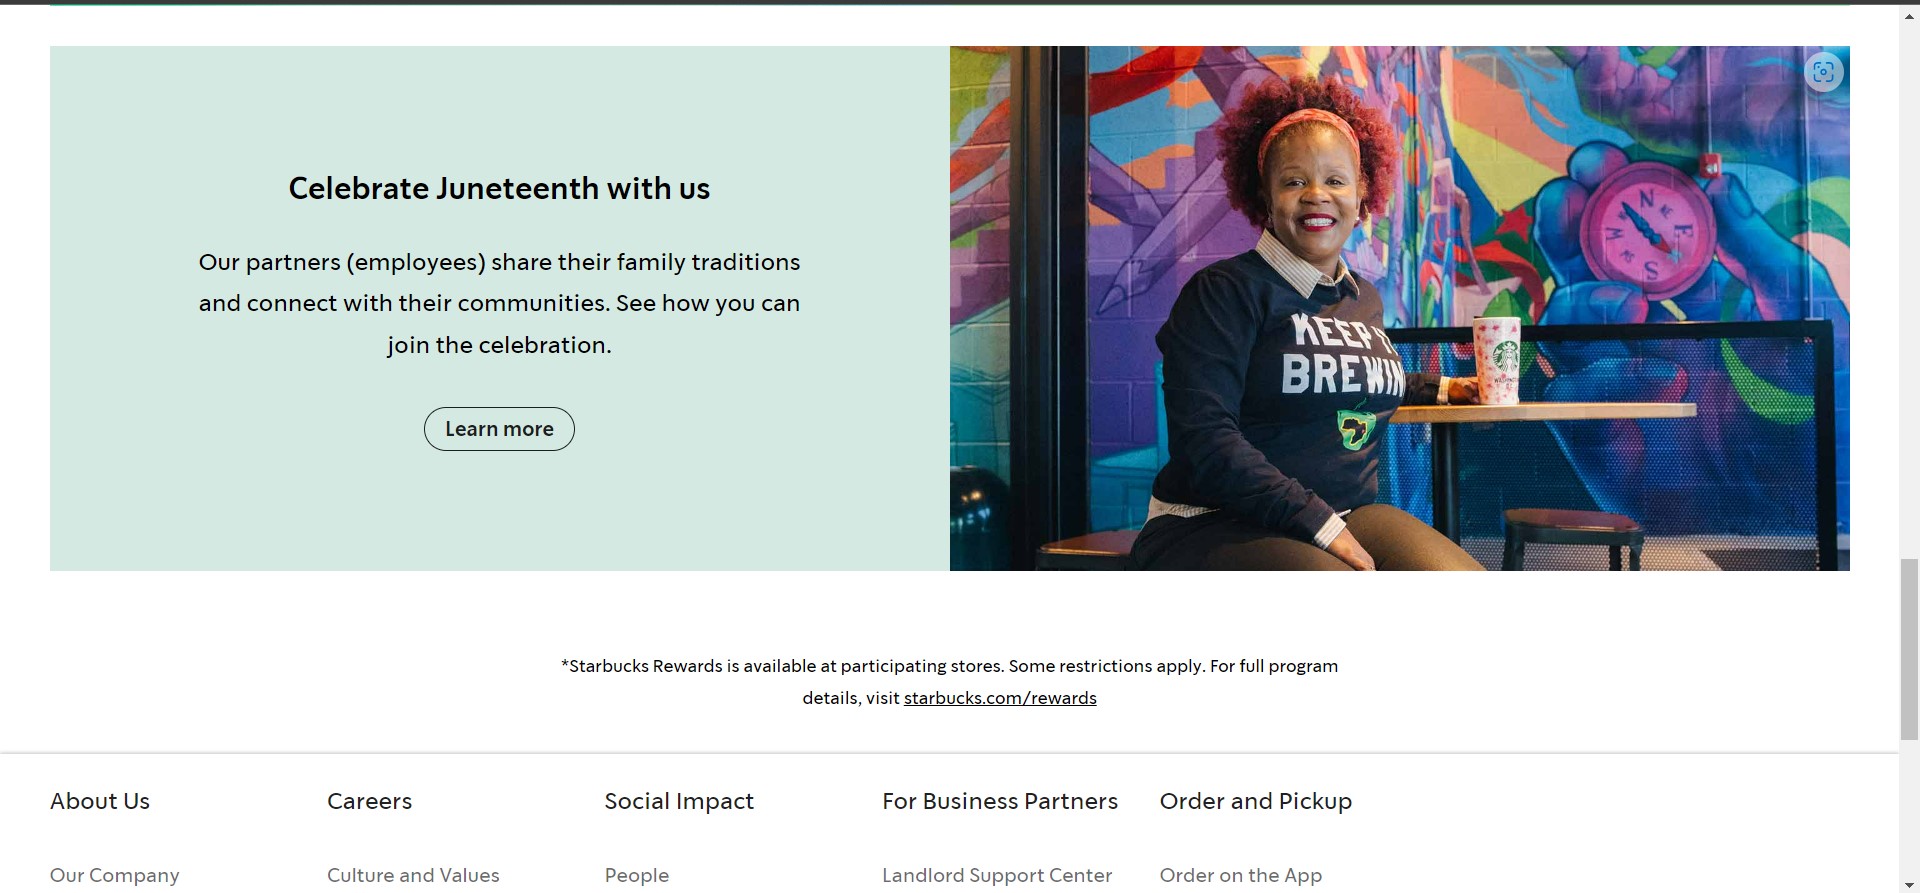 Celebrate Juneteenth with us
Our partners (employees) share their family traditions
and connect with their communities. See how you can
join the celebration.
Learn more
N
NE
E
S
W
KEEP
BREWIN
*Starbucks Rewards is available at participating stores. Some restrictions apply. For full program
details, visit starbucks.com/rewards
About Us
Careers
Social Impact
For Business Partners
Order and Pickup
Our Company
Culture and Values
People
Landlord Support Center
Order on the App